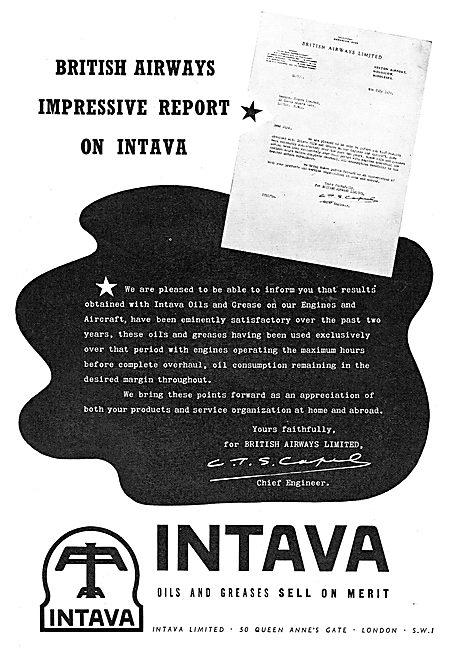 BRITISH AIRWAYS
IMPRESSIVE REPORT
ON INTAVA
BRITISH AIRWAYS LIMITED
We are pleased to be able to inform you that results
obtained with Intava Oils and Grease on our Engines and
Aircraft, have been eminently satisfactory over the past two
years, these oils and greases having been used exclusively
over that period with engines operating the maximum hours
before complete overhaul, oil consumption remaining in the
desired margin throughout.
We bring these points forward as an appreciation of
both your products and service organization at home and abroad.
Yours faithfully,
for BRITISH AIRWAYS LIMITED,
C.T.S. Capel
Chief Engineer.
INTAVA
INTAVA
OILS AND GREASES SELL ON MERIT
INTAVA LIMITED · 50 QUEEN ANNE'S GATE · LONDON · S.W.1